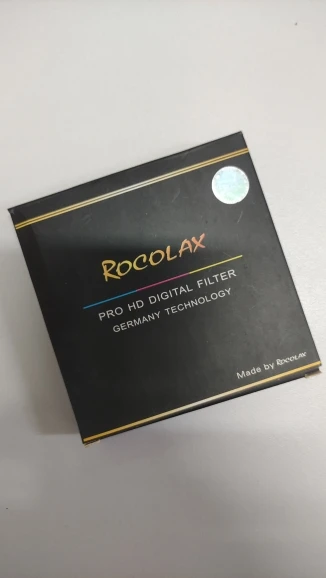 ROCOLAX
PRO HD DIGITAL FILTER
GERMANY TECHNOLOGY
Made by ROCOLAX